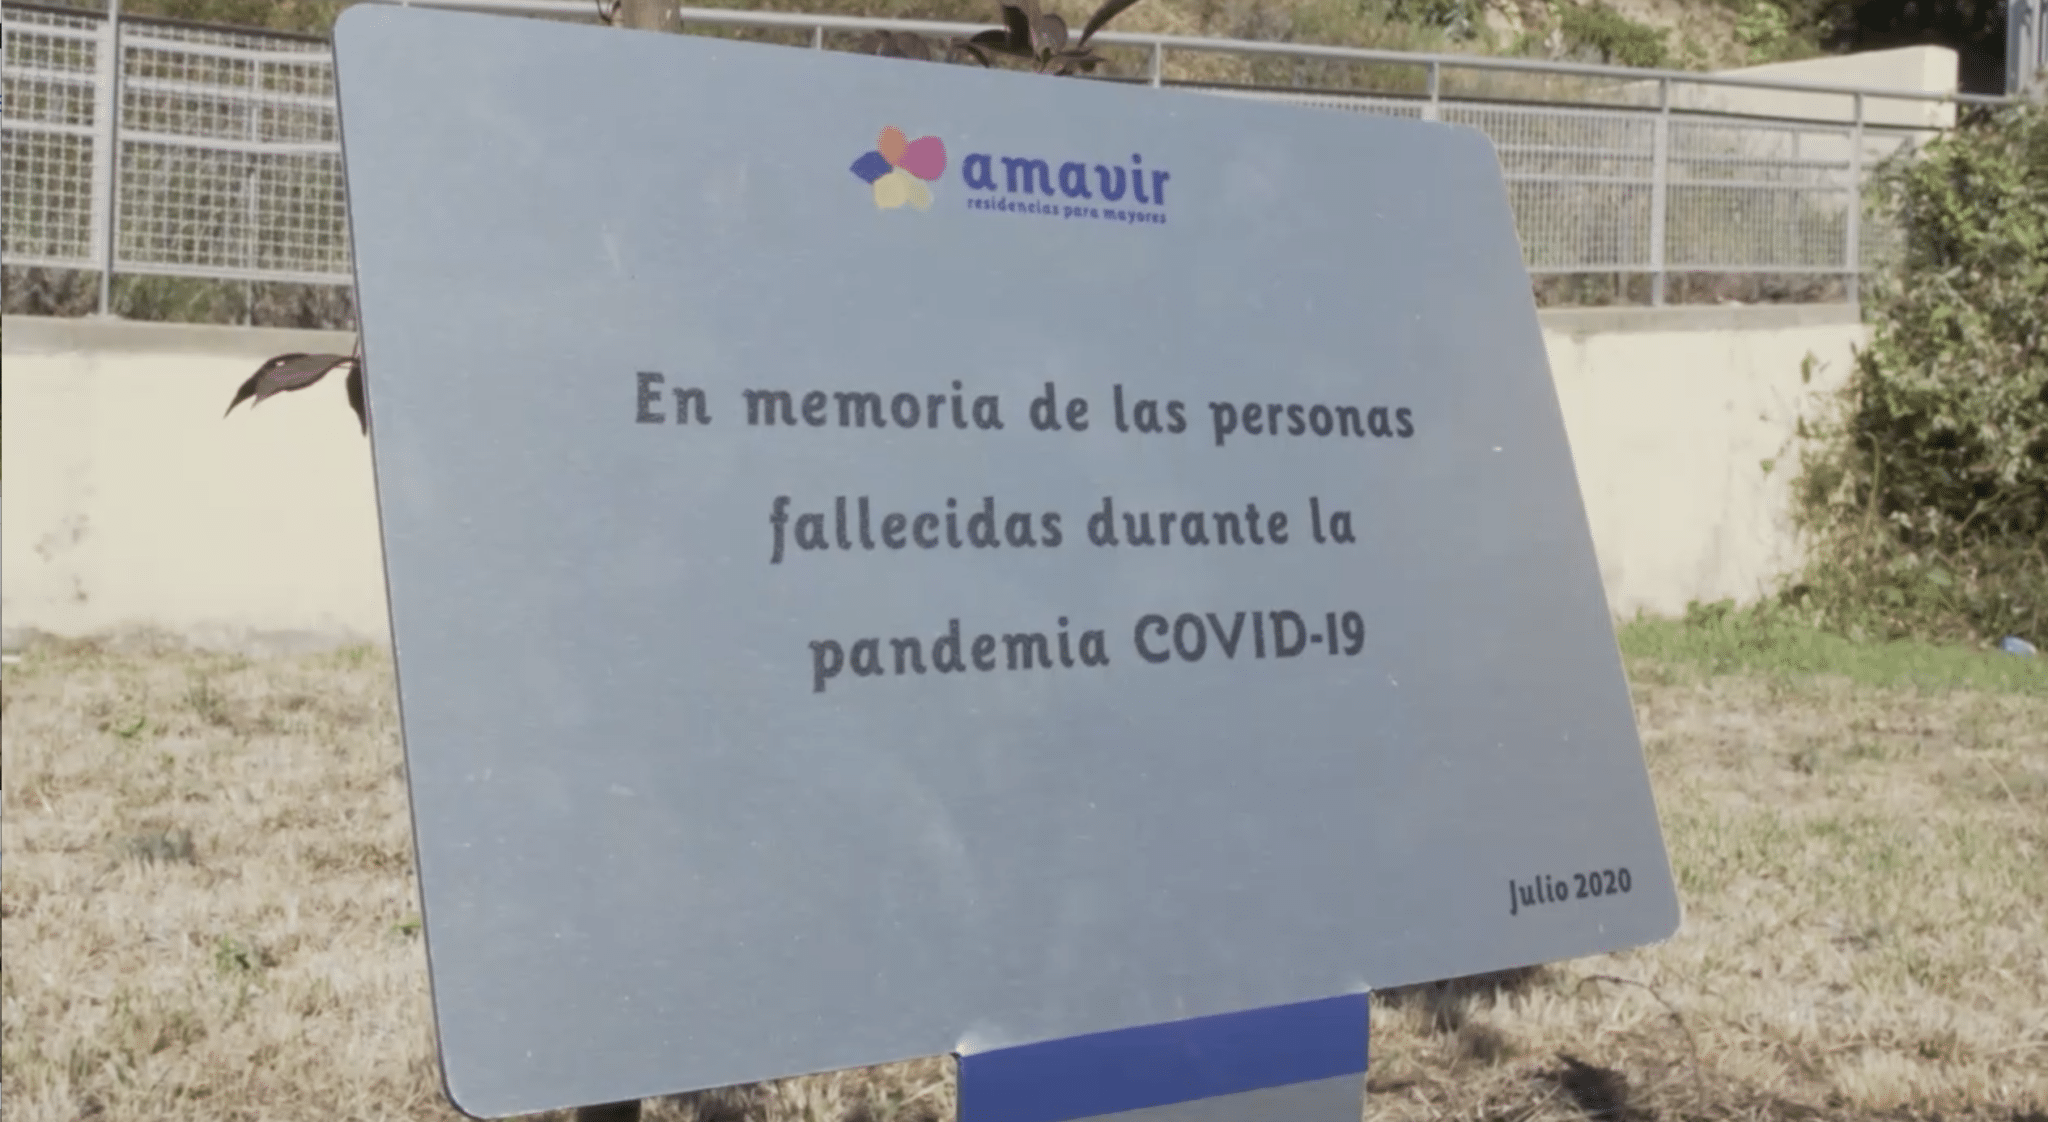 amavir
residencias para mayores
En memoria de las personas
fallecidas durante la
pandemia COVID-19
Julio 2020